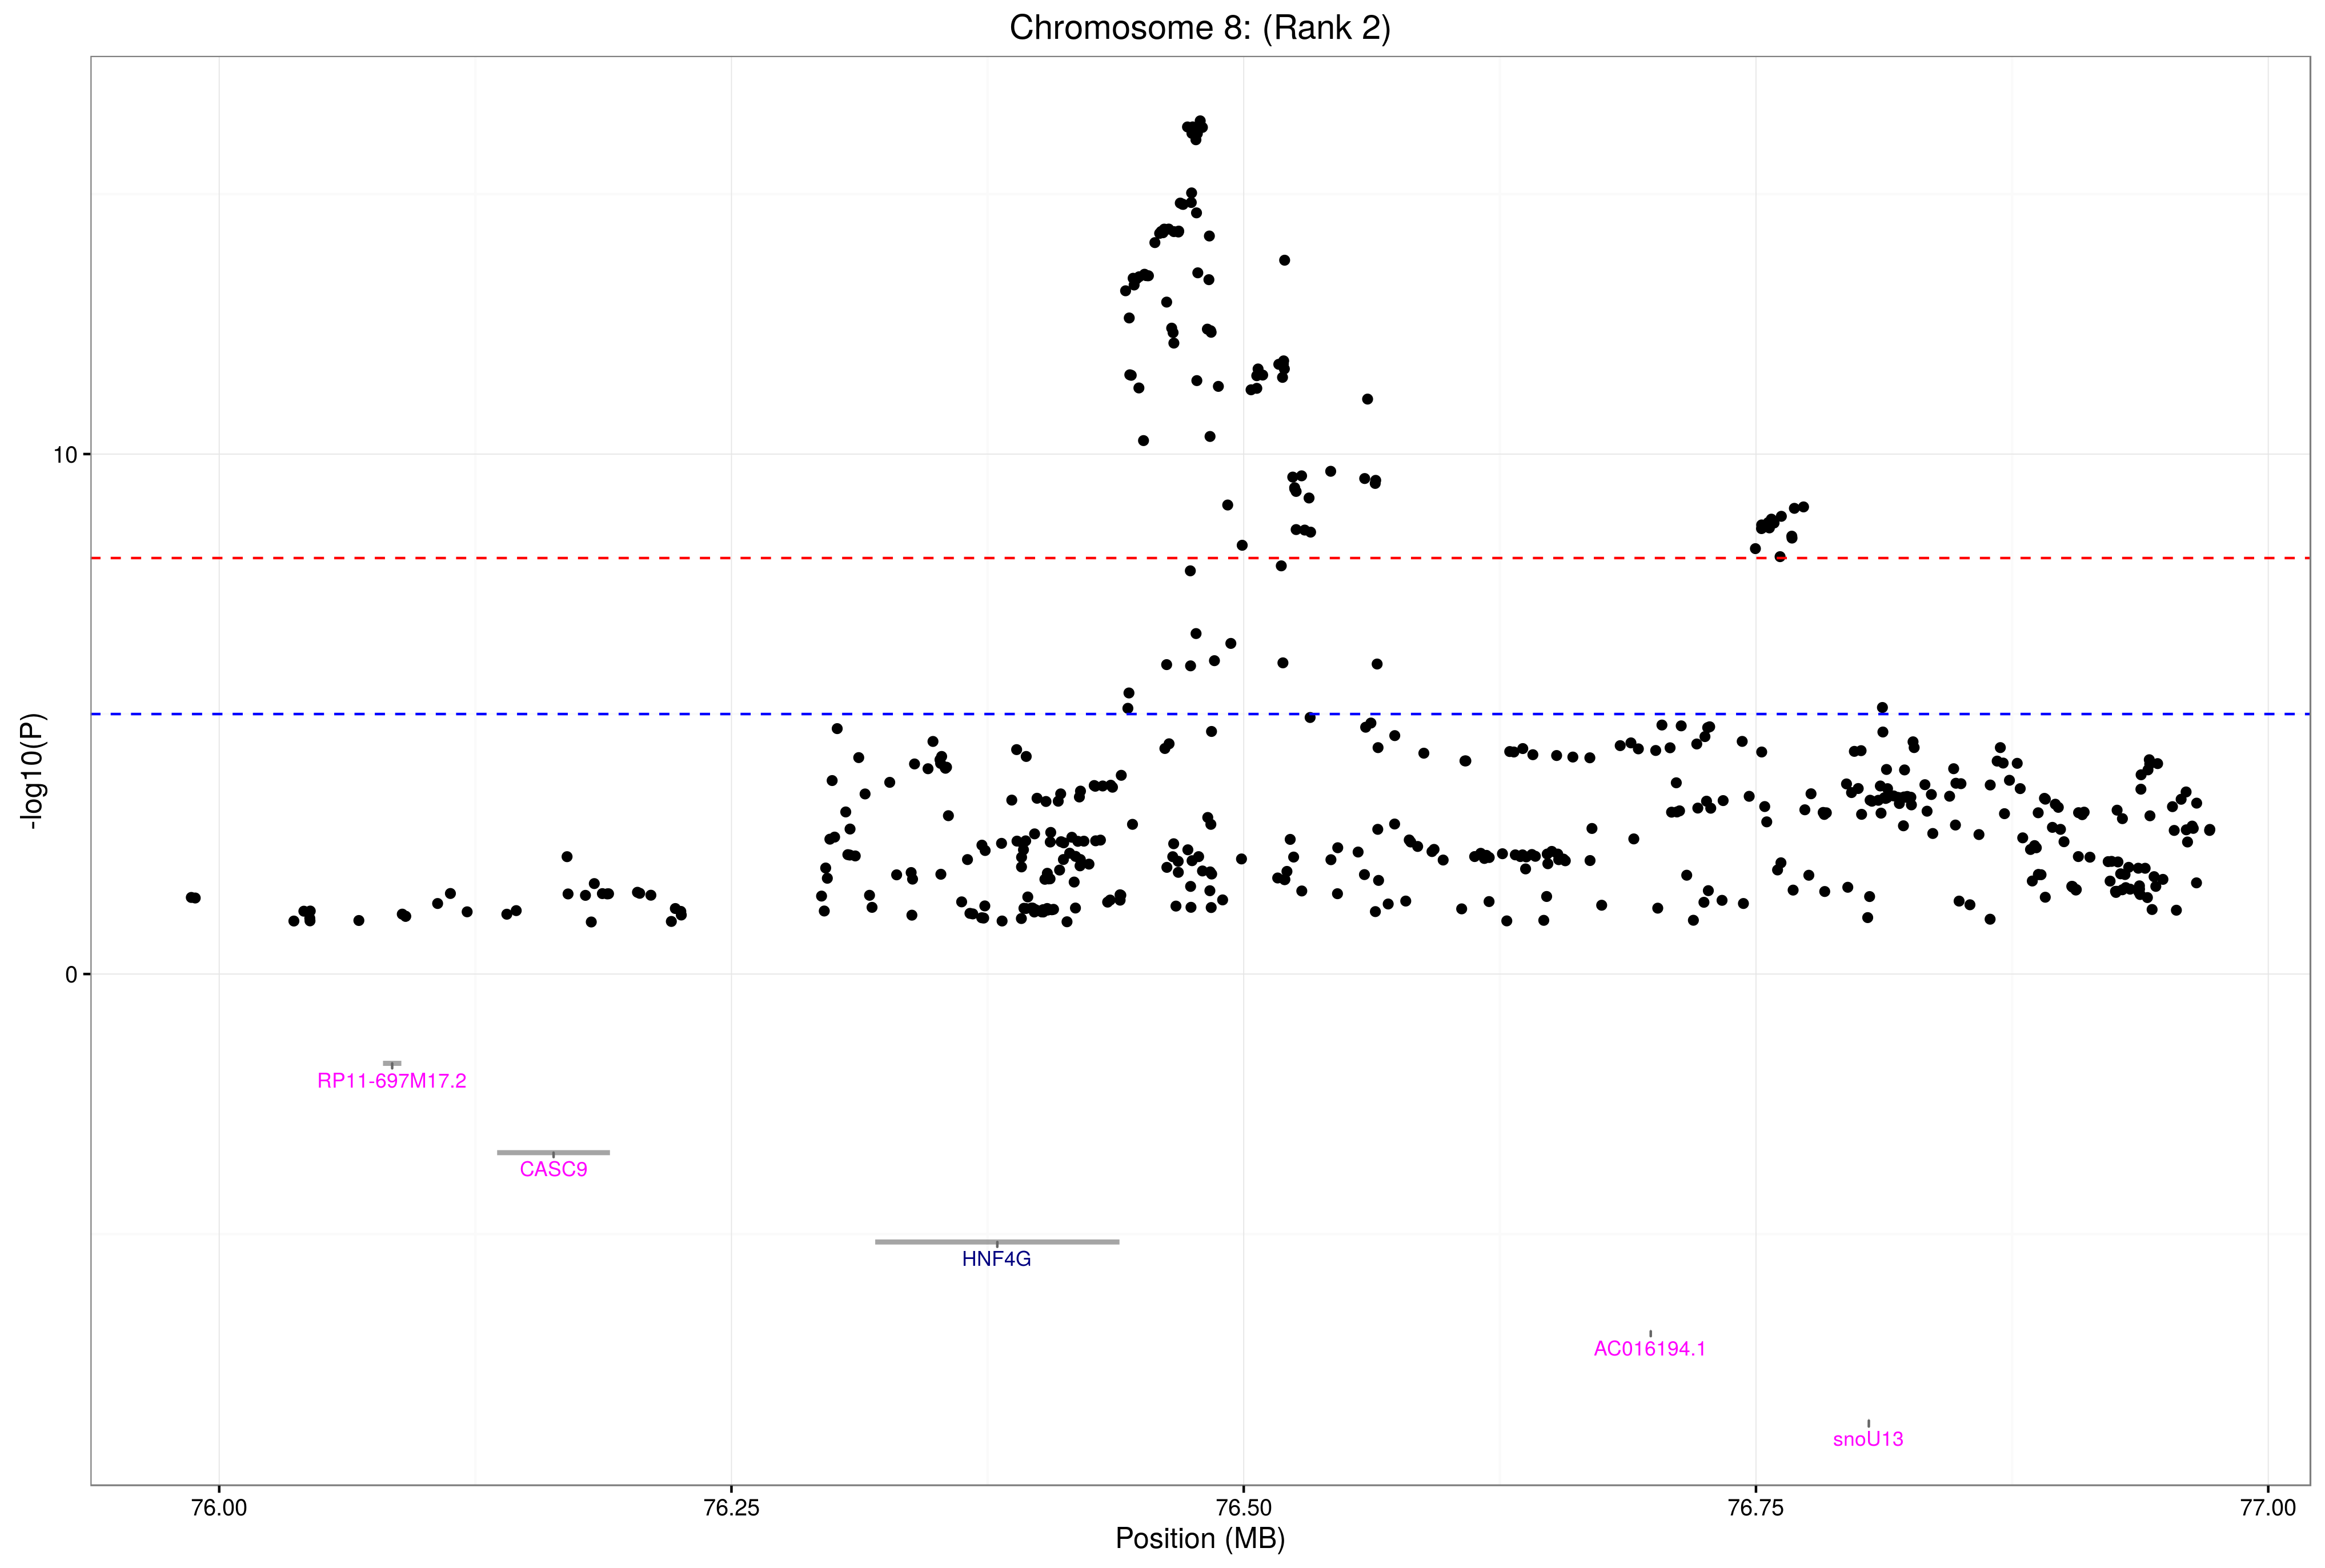 Chromosome 8: (Rank 2)
10
0
-log10(P)
RP11-697M17.2
CASC9
HNF4G
AC016194.1
snoU13
76.00 76.25 76.50 76.75 77.00
Position (MB)